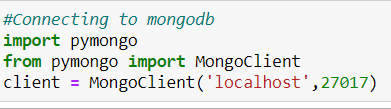 #Connecting to mongodb
import pymongo
from pymongo import MongoClient
client = MongoClient('localhost',27017)